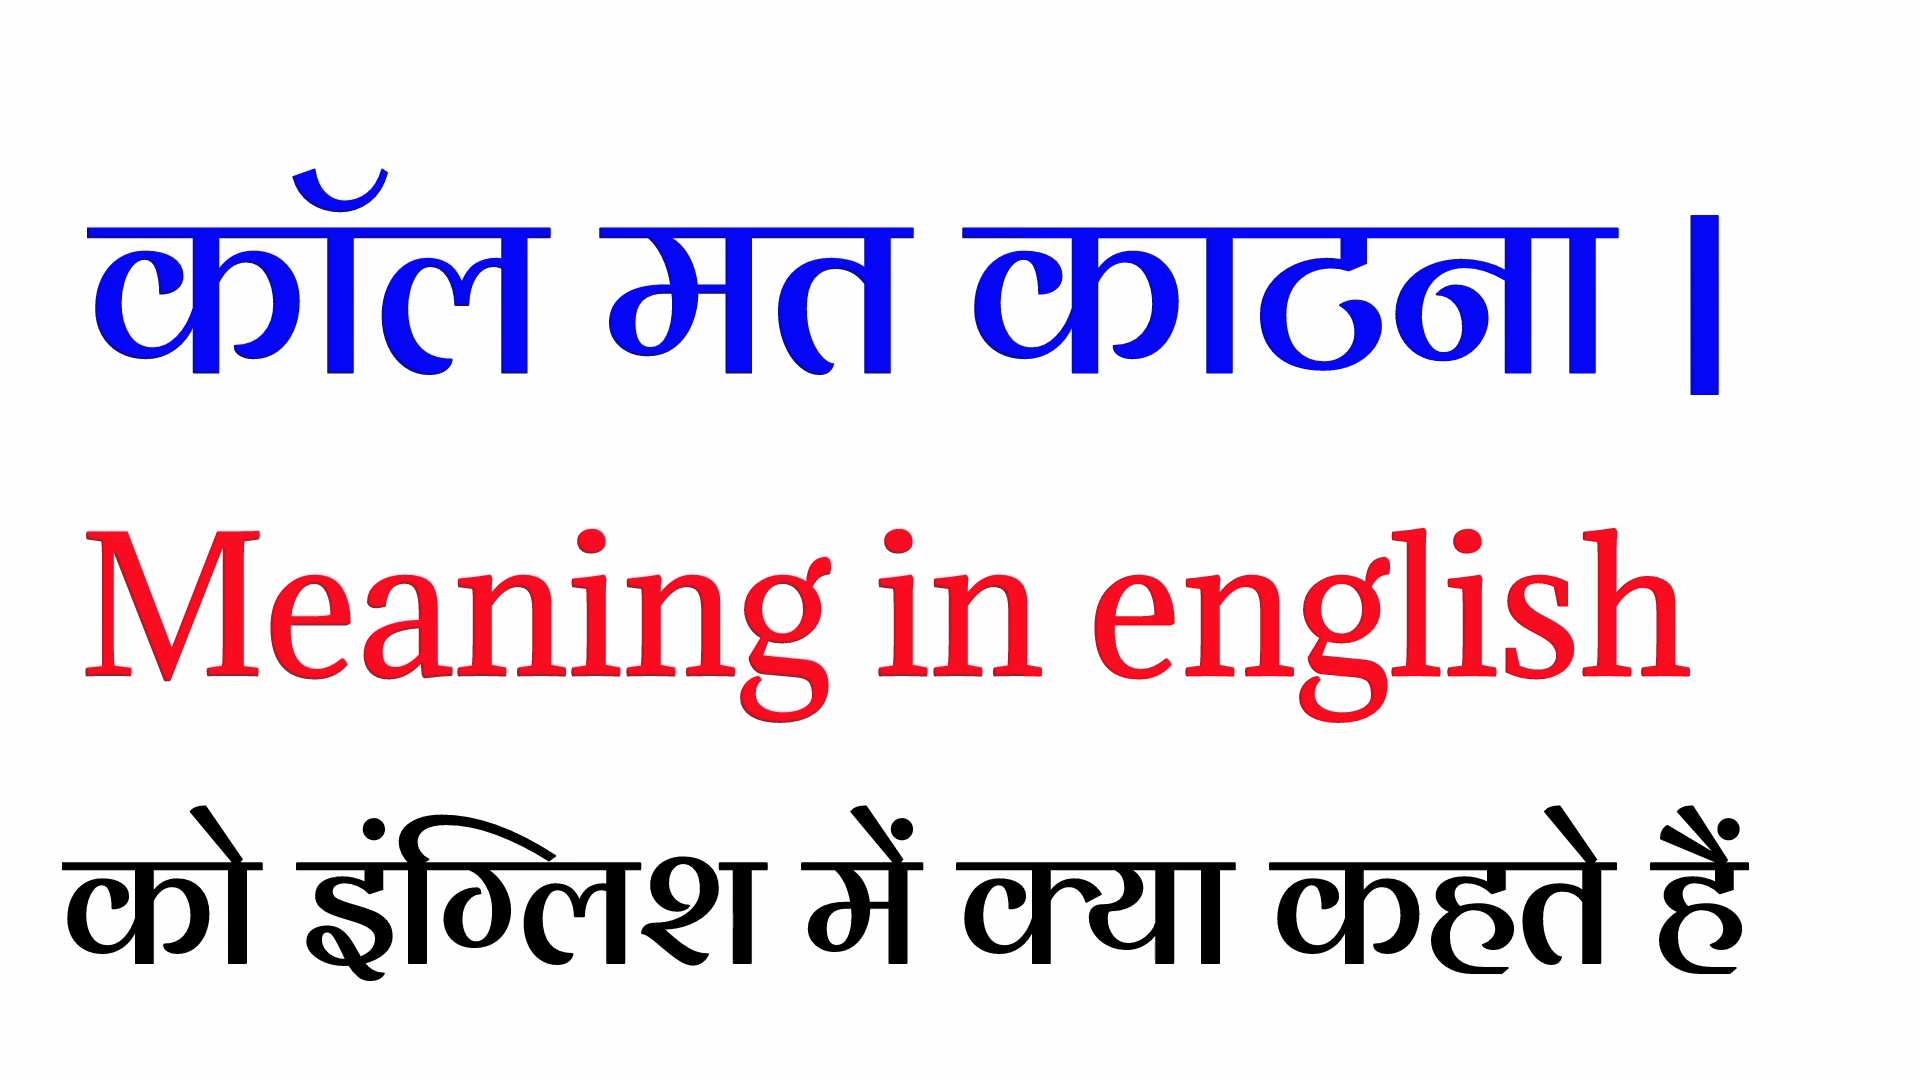 कॉल मत काटना |
Meaning in english
को इंग्लिश में क्या कहते हैं